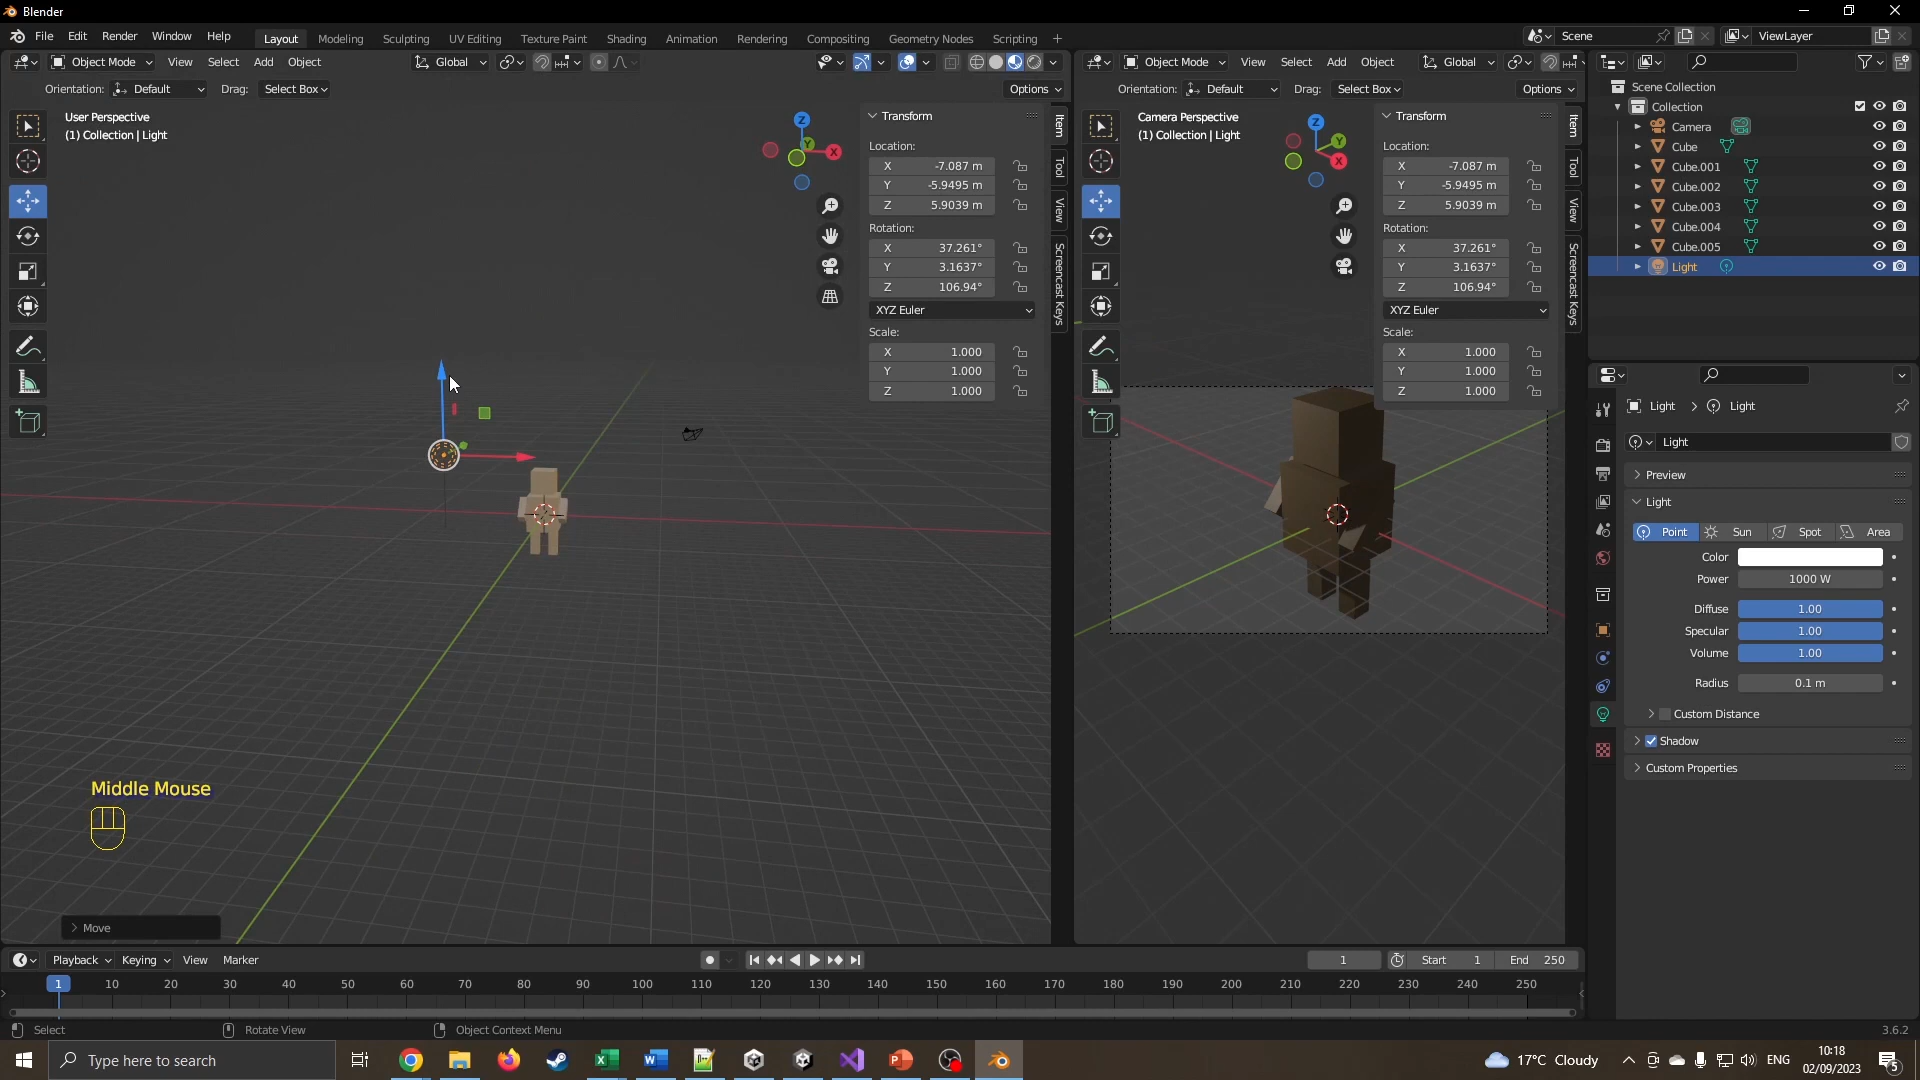 Blender
File Edit Render Window Help
Layout Modeling Sculpting UV Editing Texture Paint Shading Animation Rendering Compositing Geometry Nodes Scripting
Scene
ViewLayer
Object Mode View Select Add Object
Global
Orientation: Default Drag: Select Box
Options
User Perspective
(1) Collection | Light
Transform
Location:
X -7.087 m
Y -5.9495 m
Z 5.9039 m
Rotation:
X 37.261°
Y 3.1637°
Z 106.94°
XYZ Euler
Scale:
X 1.000
Y 1.000
Z 1.000
Z
Y
X
Item
Tool
View
Screencast Keys
Middle Mouse
Move
Object Mode View Select Add Object
Global
Orientation: Default Drag: Select Box
Options
Camera Perspective
(1) Collection | Light
Transform
Location:
X -7.087 m
Y -5.9495 m
Z 5.9039 m
Rotation:
X 37.261°
Y 3.1637°
Z 106.94°
XYZ Euler
Scale:
X 1.000
Y 1.000
Z 1.000
Z
Y
X
Item
Tool
View
Screencast Keys
Scene Collection
Collection
Camera
Cube
Cube.001
Cube.002
Cube.003
Cube.004
Cube.005
Light
Light Light
Light
Preview
Light
Point Sun Spot Area
Color
Power 1000 W
Diffuse 1.00
Specular 1.00
Volume 1.00
Radius 0.1 m
Custom Distance
Shadow
Custom Properties
Playback Keying View Marker
1 Start 1 End 250
1 10 20 30 40 50 60 70 80 90 100 110 120 130 140 150 160 170 180 190 200 210 220 230 240 250
Select Rotate View Object Context Menu
3.6.2
Type here to search
17°C Cloudy
ENG
10:18
02/09/2023
5